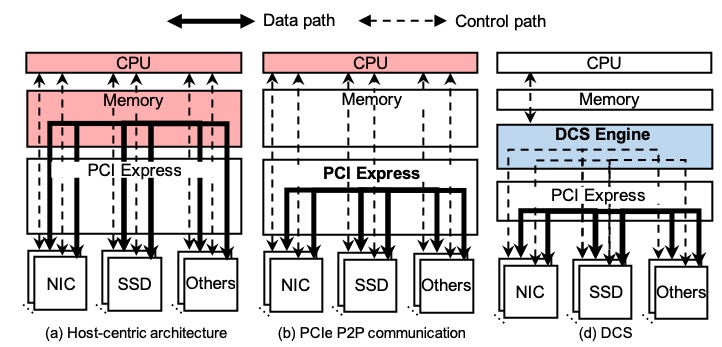 Data path Control path
CPU CPU CPU
Memory Memory Memory
DCS Engine
PCI Express PCI Express PCI Express
NIC SSD Others NIC SSD Others NIC SSD Others
(a) Host-centric architecture (b) PCIe P2P communication (d) DCS